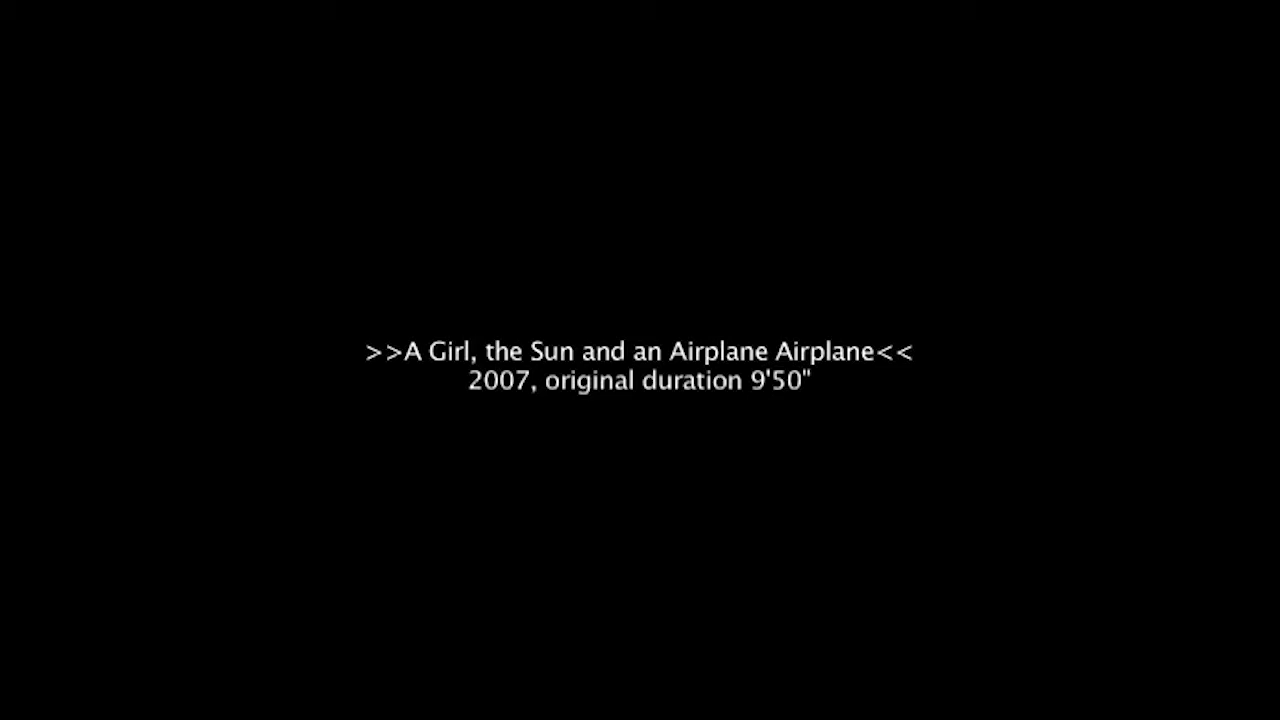 >>A Girl, the Sun and an Airplane Airplane<<
2007, original duration 9'50"